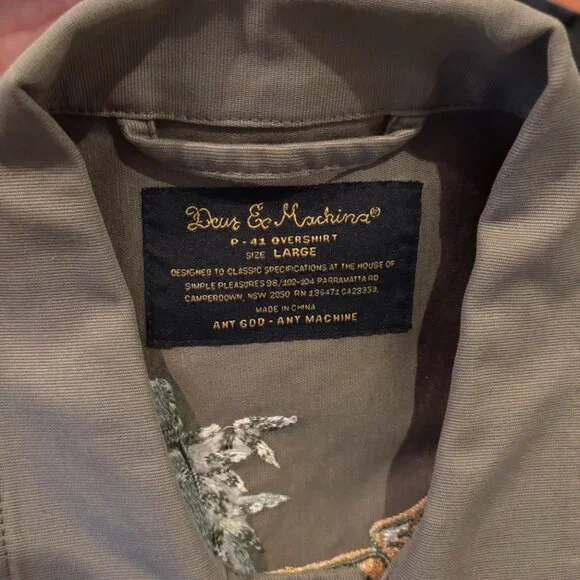 Deus Ex Machina®
P-41 OVERSHIRT
SIZE LARGE
DESIGNED TO CLASSIC SPECIFICATIONS AT THE HOUSE OF
SIMPLE PLEASURES 98/102-104 PARRAMATTA RD
CAMPERDOWN, NSW 2050 RN 136471 CA23359.
MADE IN CHINA
ANY GOD - ANY MACHINE